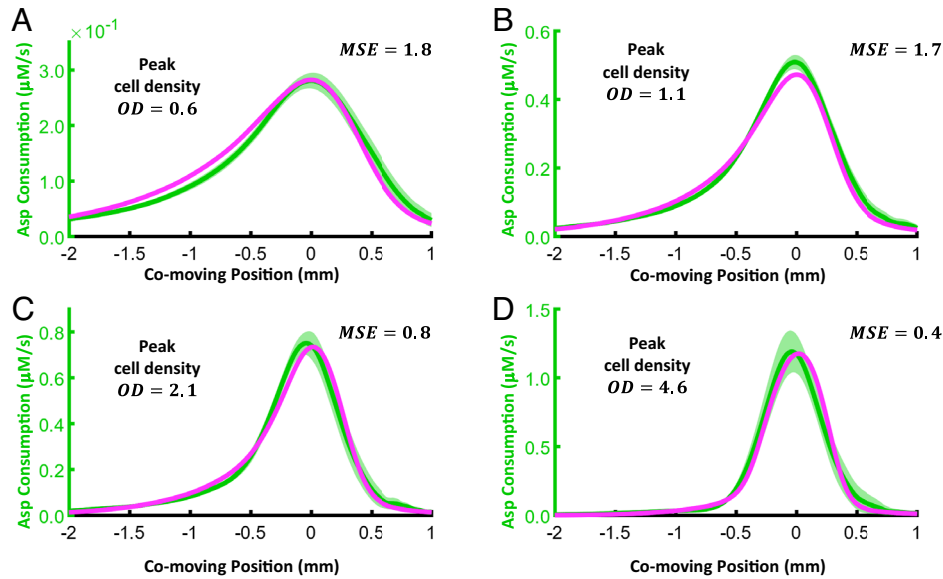 A
× 10⁻¹
Asp Consumption (µM/s)
3.0
2.0
1.0
0.0
Peak
cell density
OD = 0.6
MSE = 1.8
-2 -1.5 -1 -0.5 0 0.5 1
Co-moving Position (mm)
B
Asp Consumption (µM/s)
0.6
0.4
0.2
0.0
Peak
cell density
OD = 1.1
MSE = 1.7
-2 -1.5 -1 -0.5 0 0.5 1
Co-moving Position (mm)
C
Asp Consumption (µM/s)
0.8
0.6
0.4
0.2
0.0
Peak
cell density
OD = 2.1
MSE = 0.8
-2 -1.5 -1 -0.5 0 0.5 1
Co-moving Position (mm)
D
Asp Consumption (µM/s)
1.5
1.0
0.5
0.0
Peak
cell density
OD = 4.6
MSE = 0.4
-2 -1.5 -1 -0.5 0 0.5 1
Co-moving Position (mm)